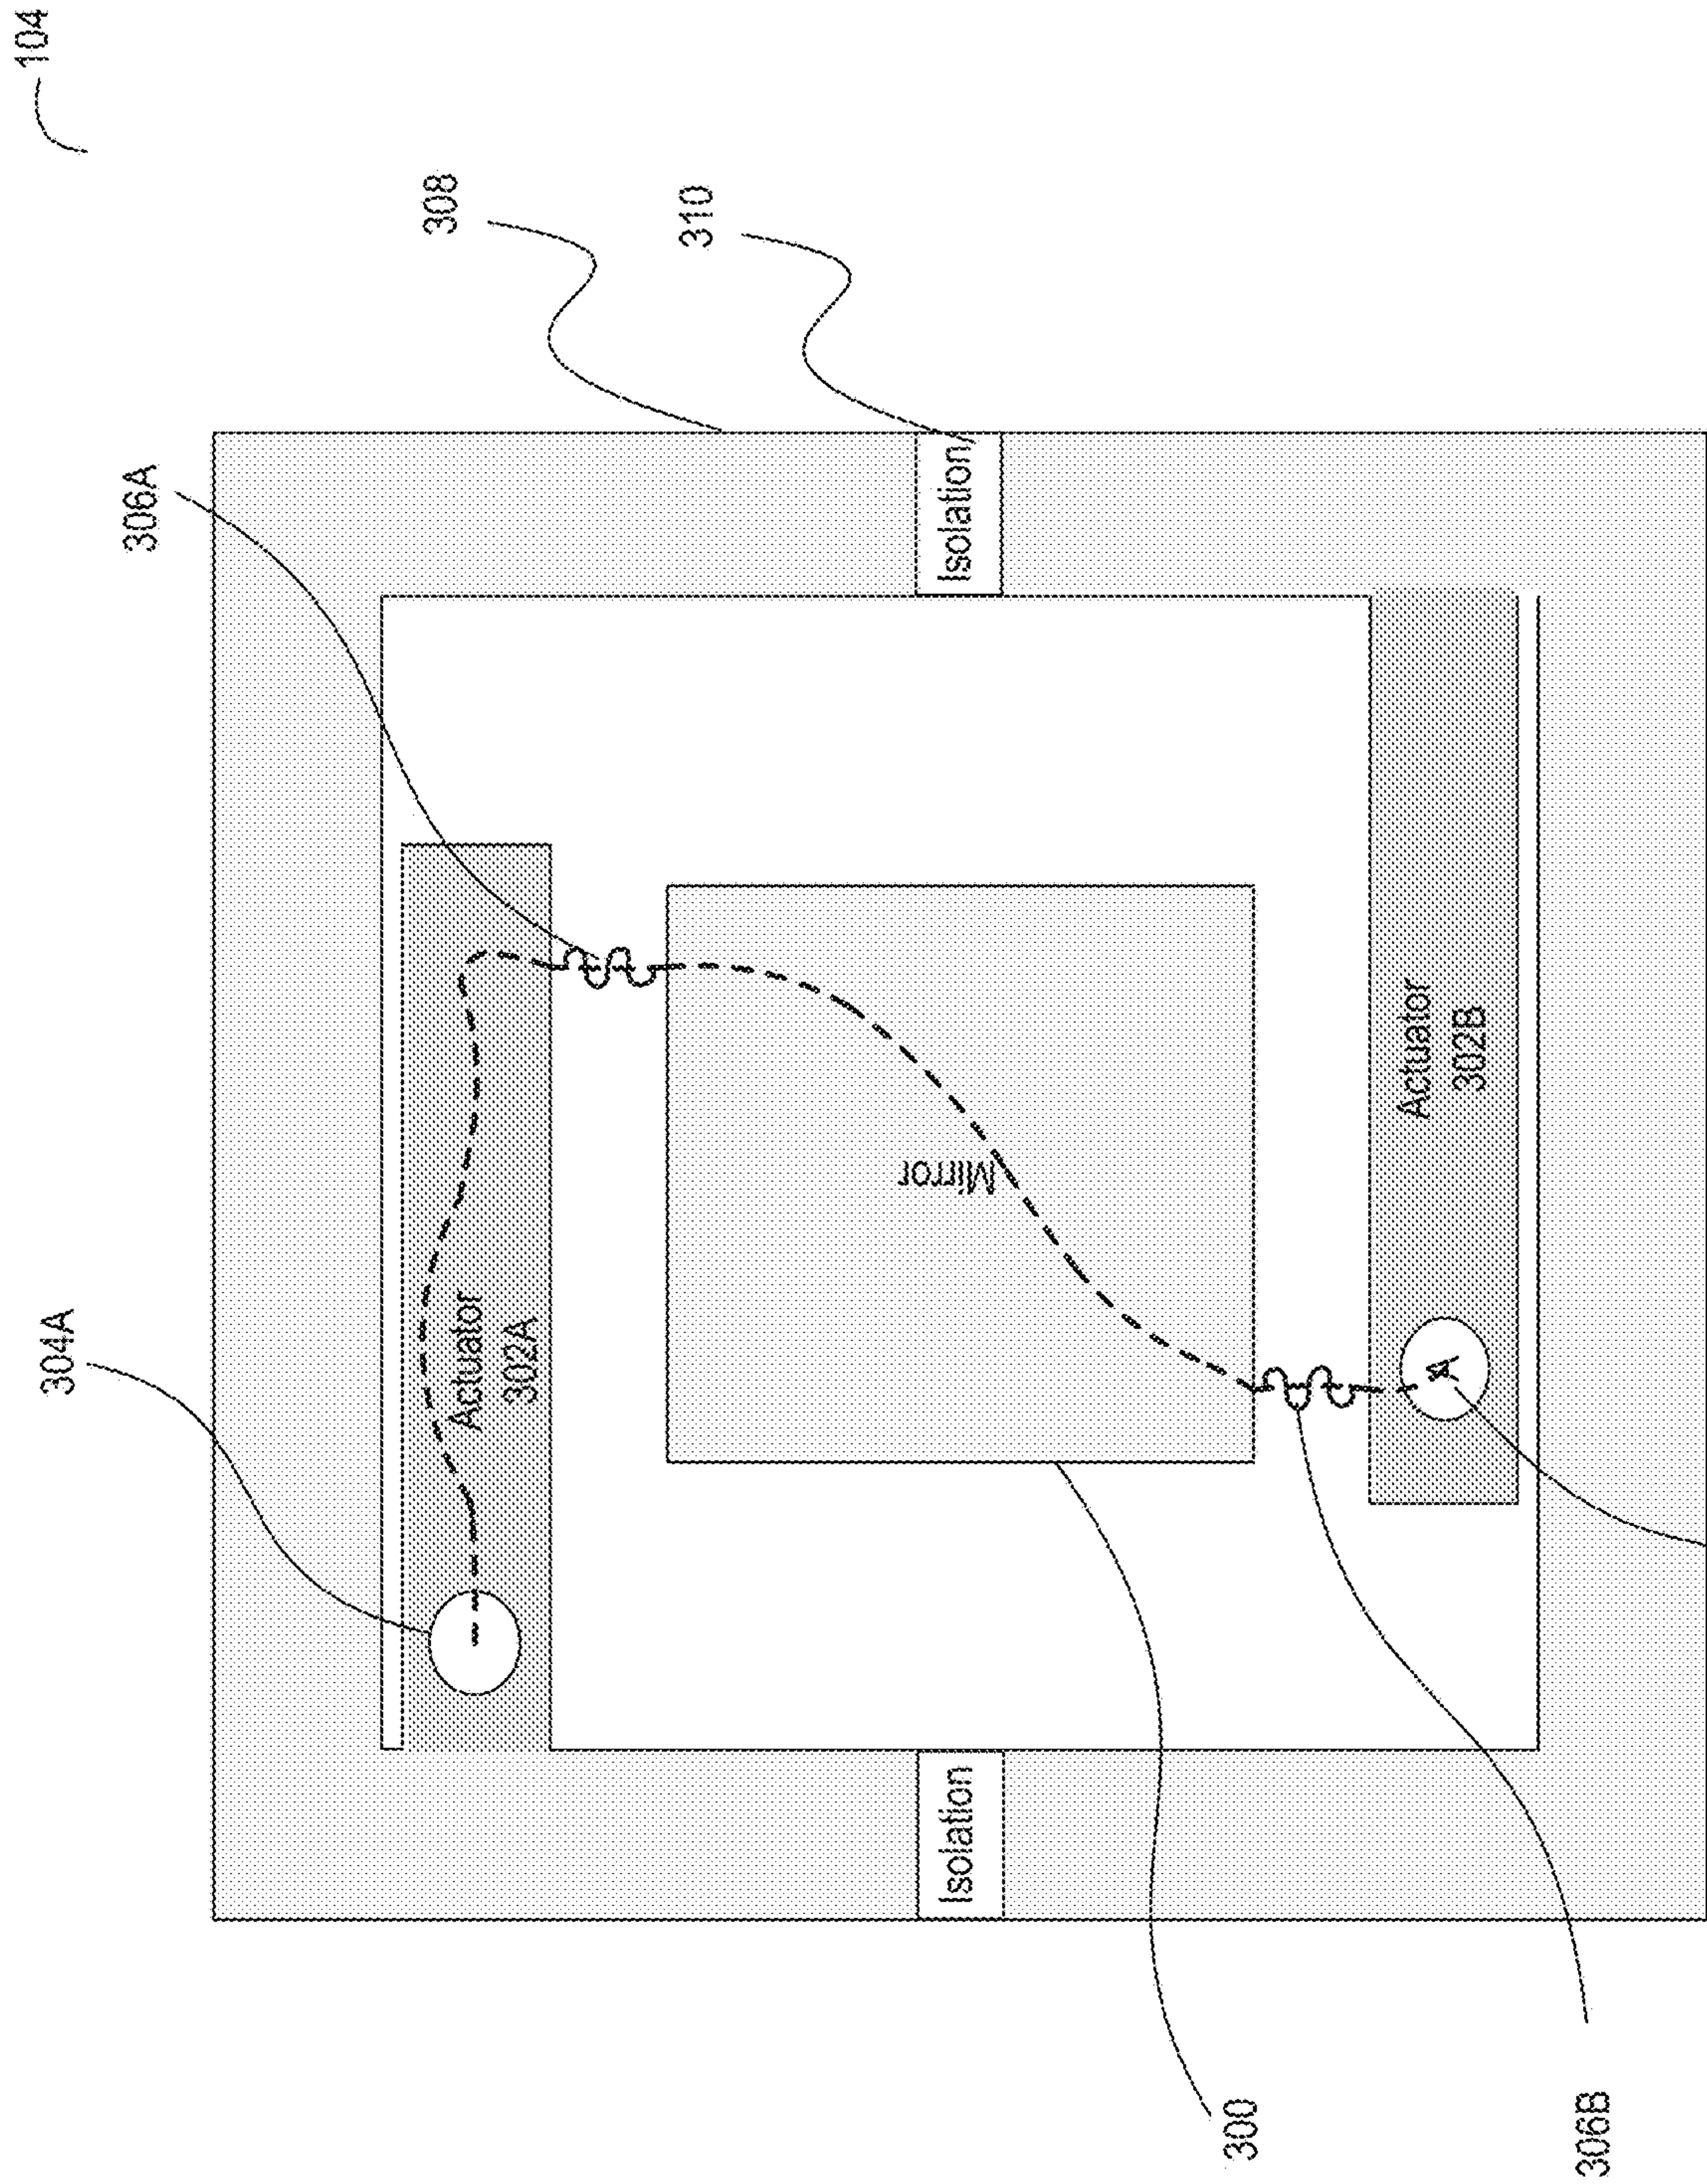 104
308
310
306A
Isolation
304A
Actuator
302A
Mirror
Actuator
302B
A
Isolation
300
306B